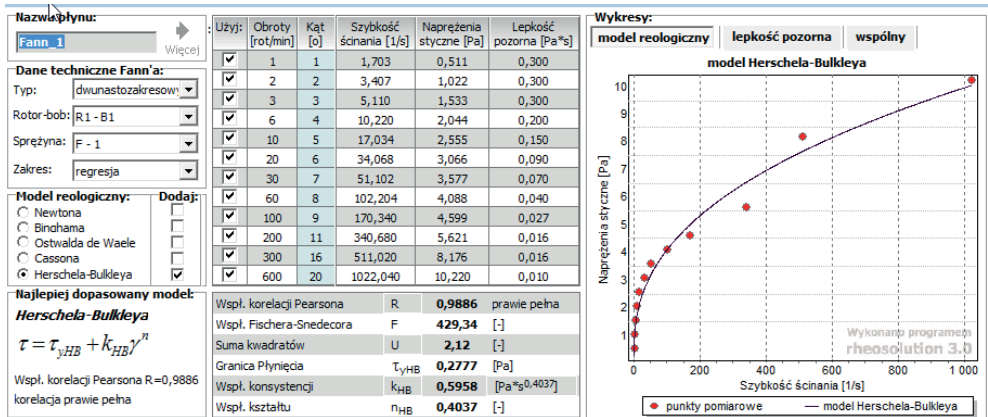 Nazwa płynu:
Fann_1
Więcej
Dane techniczne Fann'a:
Typ: dwunastozakresowy
Rotor-bob: R1 - B1
Sprężyna: F - 1
Zakres: regresja
Model reologiczny: Dodaj:
Newtona
Binghama
Ostwalda de Waele
Cassona
Herschela-Bulkleya
Najlepiej dopasowany model:
Herschela-Bulkleya
τ = τyHB + kHBγ^n
Wspł. korelacji Pearsona R=0,9886
korelacja prawie pełna
Użyj: Obroty [rot/min] Kąt [o] Szybkość ścinania [1/s] Naprężenia styczne [Pa] Lepkość pozorna [Pa*s]
1 1 1,703 0,511 0,300
2 2 3,407 1,022 0,300
3 3 5,110 1,533 0,300
6 4 10,220 2,044 0,200
10 5 17,034 2,555 0,150
20 6 34,068 3,066 0,090
30 7 51,102 3,577 0,070
60 8 102,204 4,088 0,040
100 9 170,340 4,599 0,027
200 11 340,680 5,621 0,016
300 16 511,020 8,176 0,016
600 20 1022,040 10,220 0,010
Wspł. korelacji Pearsona R 0,9886 prawie pełna
Wspł. Fischera-Snedecora F 429,34 [-]
Suma kwadratów U 2,12 [-]
Granica Płynięcia τyHB 0,2777 [Pa]
Wspł. konsystencji kHB 0,5958 [Pa*s^0,4037]
Wspł. kształtu nHB 0,4037 [-]
Wykresy:
model reologiczny lepkość pozorna wspólny
model Herschela-Bulkleya
Naprężenia styczne [Pa]
10
9
8
7
6
5
4
3
2
1
Wykonano programem
rheosolution 3.0
0 200 400 600 800 1 000
Szybkość ścinania [1/s]
punkty pomiarowe model Herschela-Bulkleya